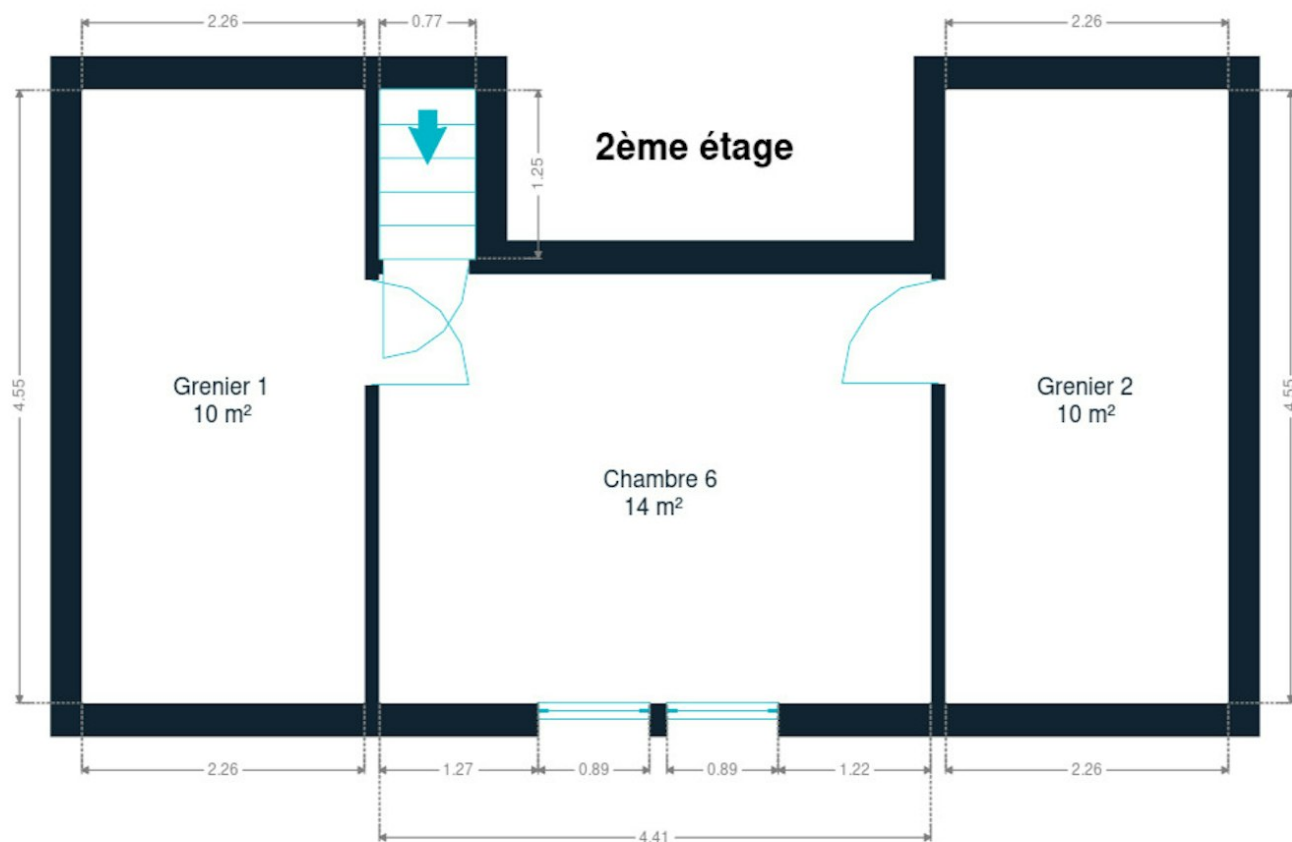 2.26
0.77
2.26
2ème étage
1.25
4.55
4.55
Grenier 1
10 m²
Grenier 2
10 m²
Chambre 6
14 m²
2.26
1.27
0.89
0.89
1.22
2.26
4.41